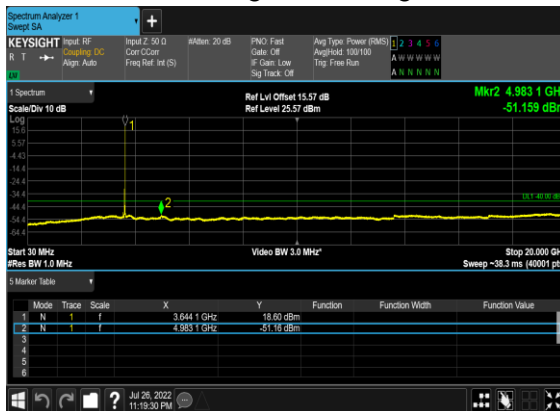 Spectrum Analyzer 1
Swept SA
+
KEYSIGHT Input: RF Input Z: 50 Ω #Atten: 20 dB PNO: Fast Avg Type: Power (RMS) 1 2 3 4 5 6
R T Coupling: DC Corr CCorr Gate: Off Avg|Hold: 100/100 A W W W W W
Align: Auto Freq Ref: Int (S) IF Gain: Low Trig: Free Run A N N N N N
Sig Track: Off
1 Spectrum Ref Lvl Offset 15.57 dB Mkr2 4.983 1 GH
Scale/Div 10 dB Ref Level 25.57 dBm -51.159 dBr
Log
15.6
1
5.57
-4.43
-14.4
-24.4
-34.4
-44.4
2
-54.4
-64.4
Start 30 MHz Video BW 3.0 MHz* Stop 20.000 GH
#Res BW 1.0 MHz Sweep ~38.3 ms (40001 pt
5 Marker Table
Mode Trace Scale X Y Function Function Width Function Value
1 N 1 f 3.644 1 GHz 18.60 dBm
2 N 1 f 4.983 1 GHz -51.16 dBm
3
4
5
6
? Jul 26, 2022
11:19:30 PM